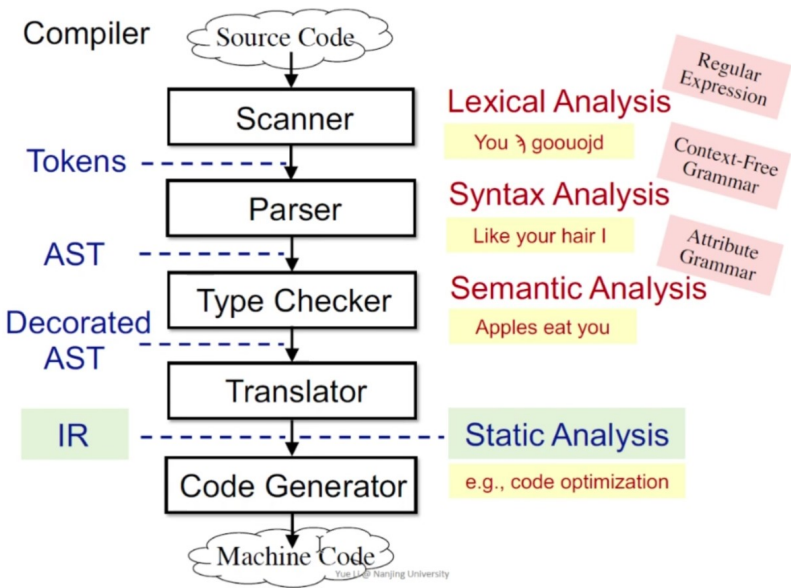 Compiler
Source Code
Scanner
Lexical Analysis
Regular
Expression
You ੧ goouojd
Tokens
Context-Free
Grammar
Parser
Syntax Analysis
Like your hair I
AST
Attribute
Grammar
Type Checker
Semantic Analysis
Apples eat you
Decorated
AST
Translator
IR
Static Analysis
Code Generator
e.g., code optimization
Machine Code
Yue Li @ Nanjing University